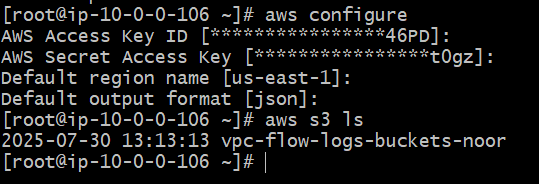 [root@ip-10-0-0-106 ~]# aws configure
AWS Access Key ID [****************46PD]:
AWS Secret Access Key [****************t0gz]:
Default region name [us-east-1]:
Default output format [json]:
[root@ip-10-0-0-106 ~]# aws s3 ls
2025-07-30 13:13:13 vpc-flow-logs-buckets-noor
[root@ip-10-0-0-106 ~]#